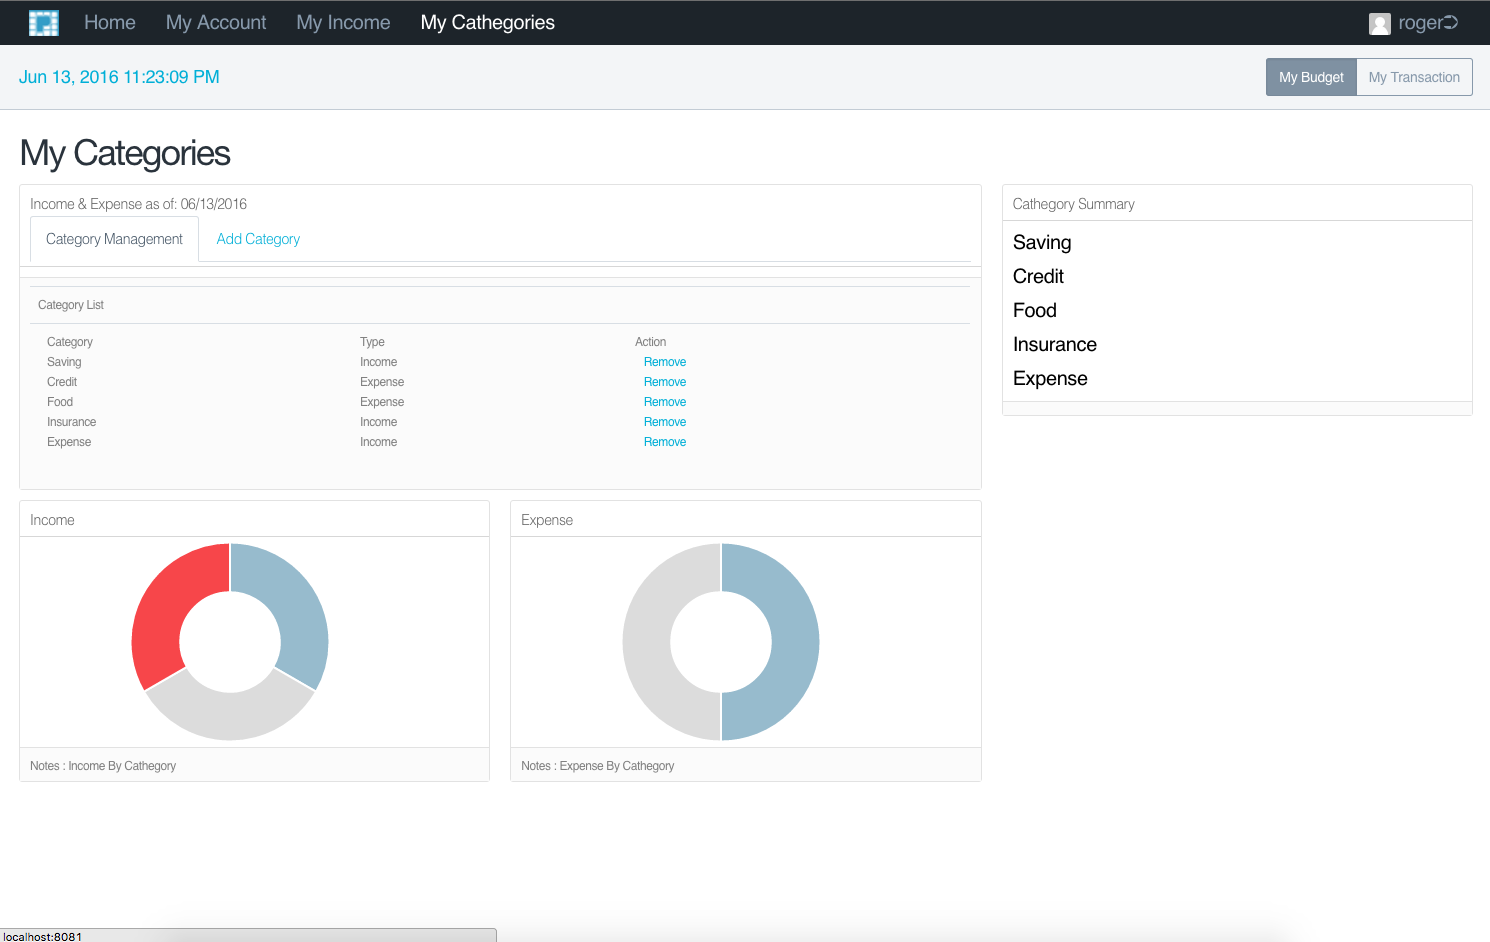 Home My Account My Income My Cathegories roger
Jun 13, 2016 11:23:09 PM
My Budget My Transaction
My Categories
Income & Expense as of: 06/13/2016
Category Management Add Category
Category List
Category Type Action
Saving Income Remove
Credit Expense Remove
Food Expense Remove
Insurance Income Remove
Expense Income Remove
Cathegory Summary
Saving
Credit
Food
Insurance
Expense
Income
Notes : Income By Cathegory
Expense
Notes : Expense By Cathegory
localhost:8081